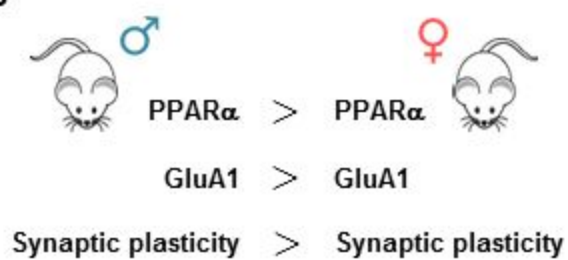 ♂ ♀
PPARα > PPARα
GluA1 > GluA1
Synaptic plasticity > Synaptic plasticity